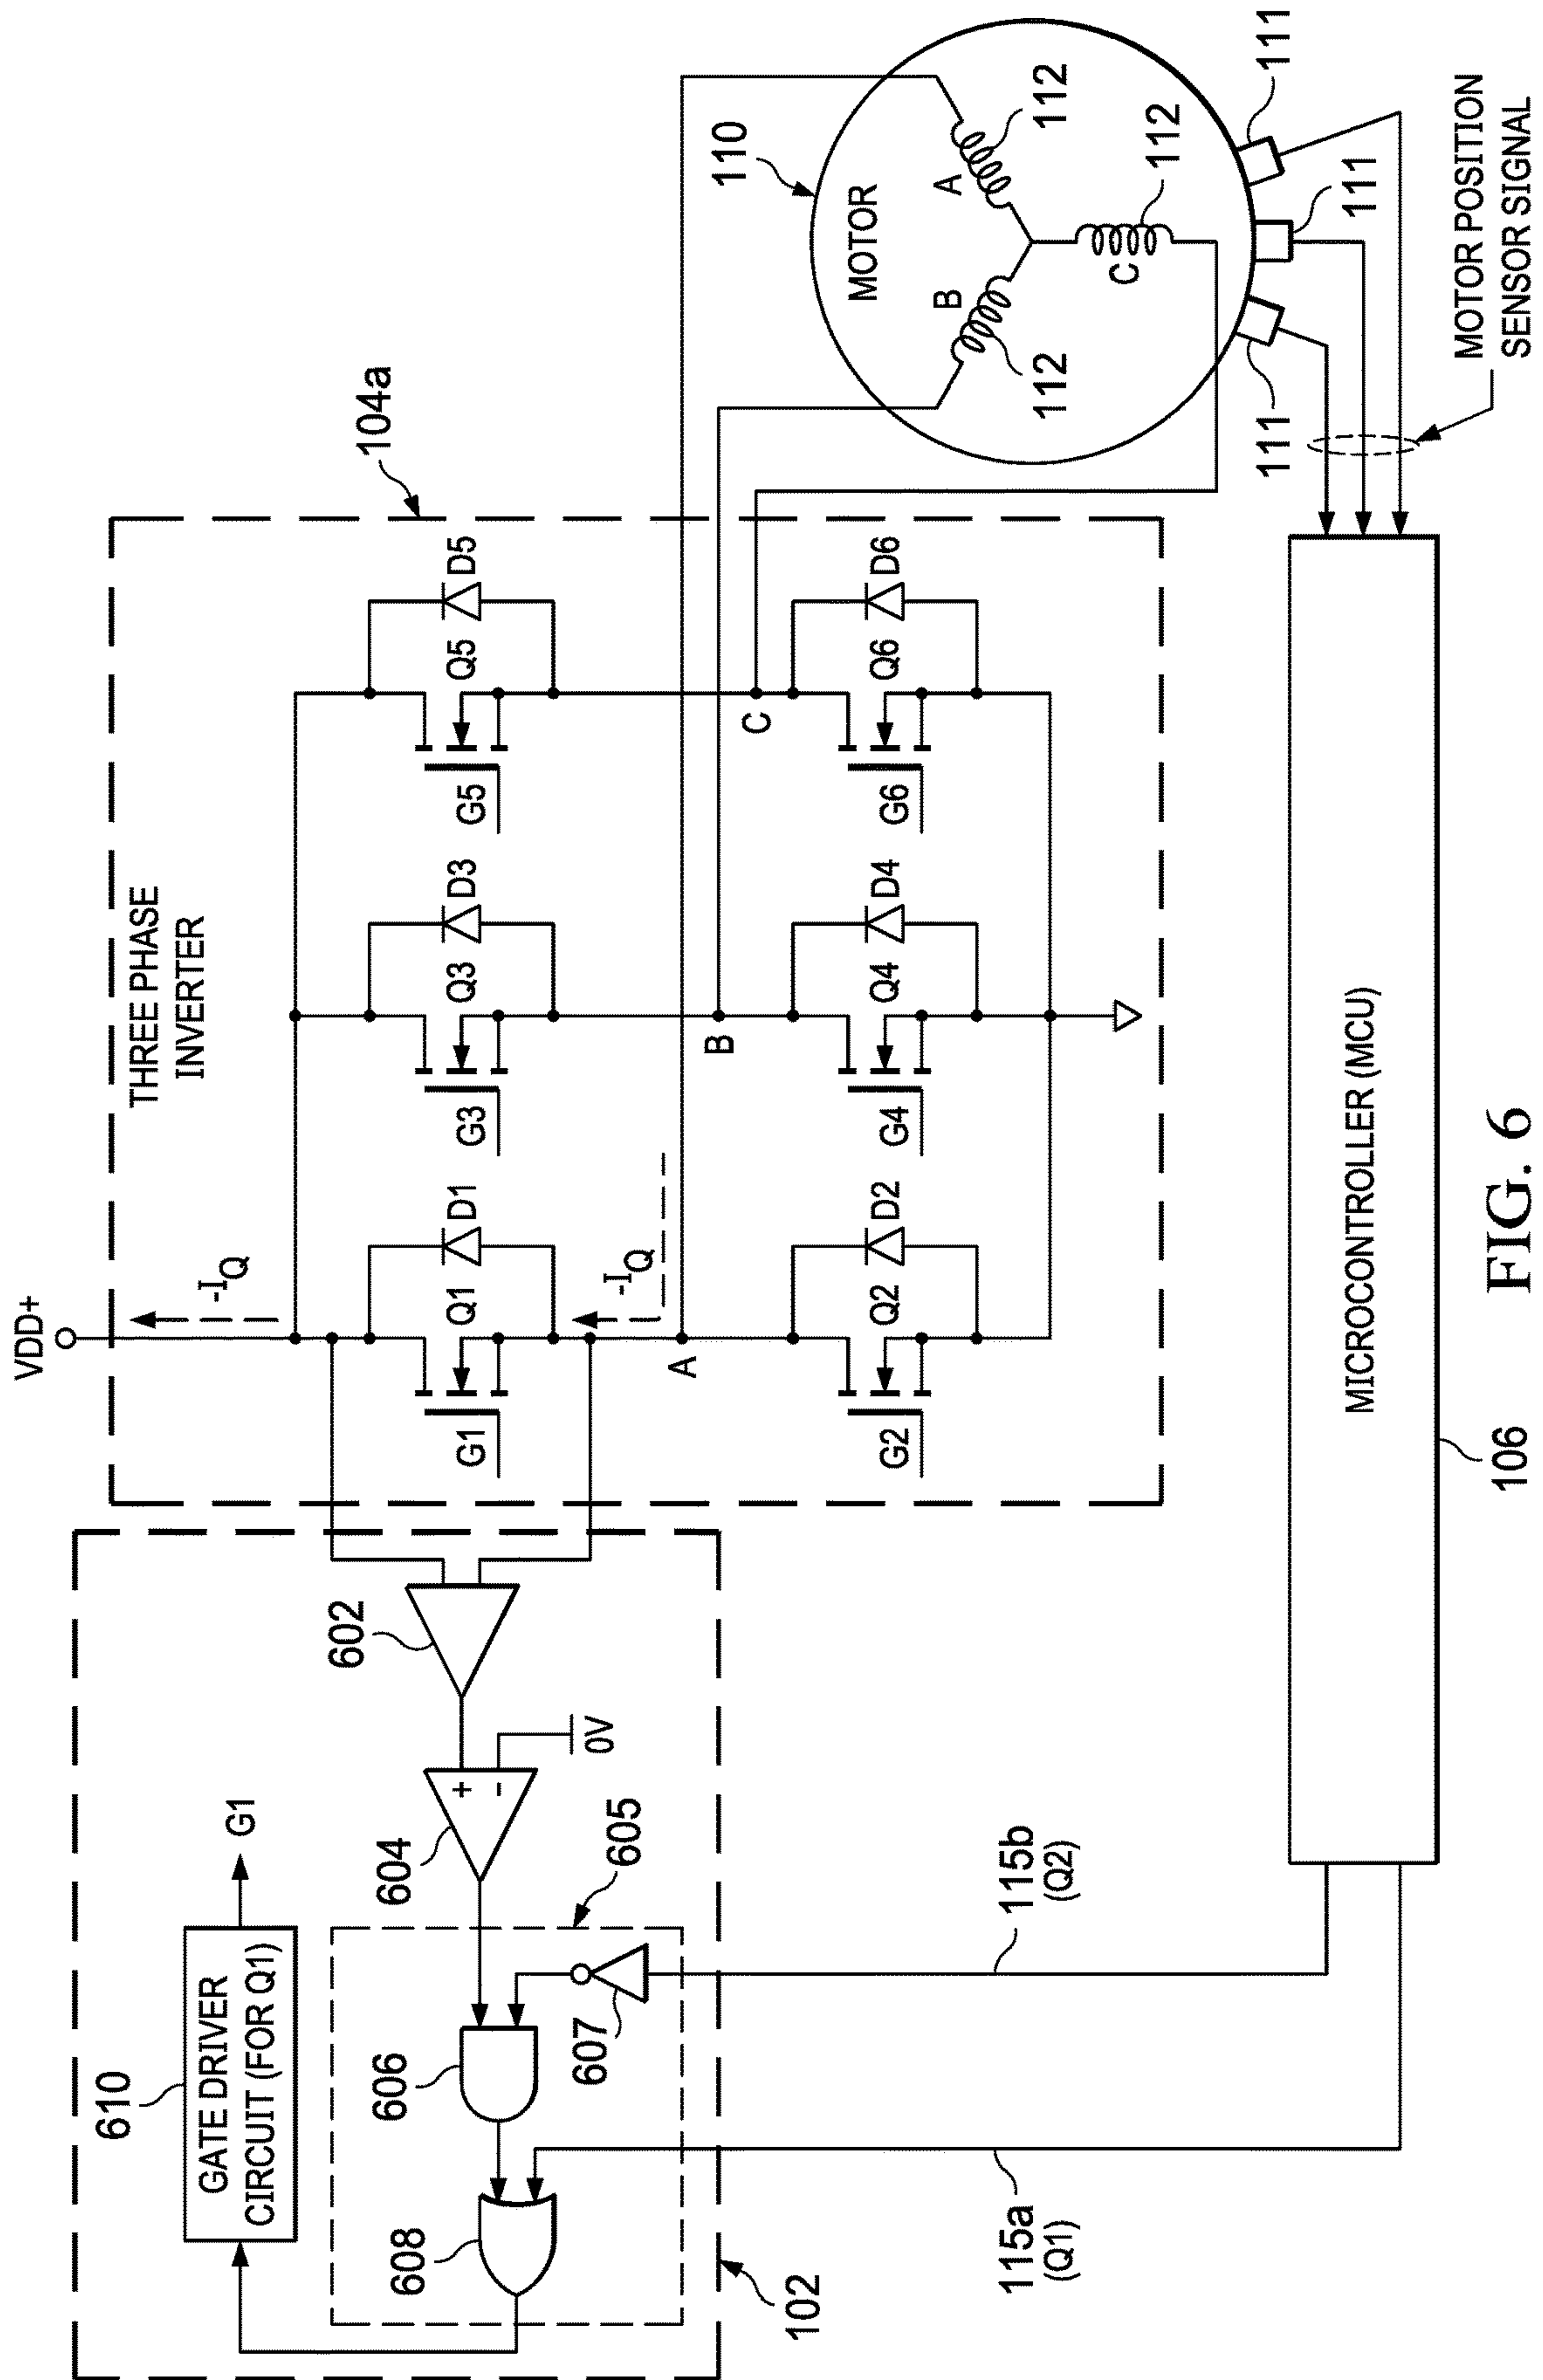 610
GATE DRIVER
CIRCUIT (FOR Q1)
G1
608
606
607
605
604
+
-
0V
602
102
115a
(Q1)
115b
(Q2)
VDD+
-IQ
THREE PHASE
INVERTER
104a
G1
Q1
D1
G3
Q3
D3
G5
Q5
D5
-IQ
A
B
C
G2
Q2
D2
G4
Q4
D4
G6
Q6
D6
110
MOTOR
A
112
B
112
C
112
111
111
111
MOTOR POSITION
SENSOR SIGNAL
MICROCONTROLLER (MCU)
106
FIG. 6